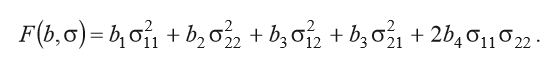 F(b,σ) = b₁σ₁₁² + b₂σ₂₂² + b₃σ₁₂² + b₃σ₂₁² + 2b₄σ₁₁σ₂₂.